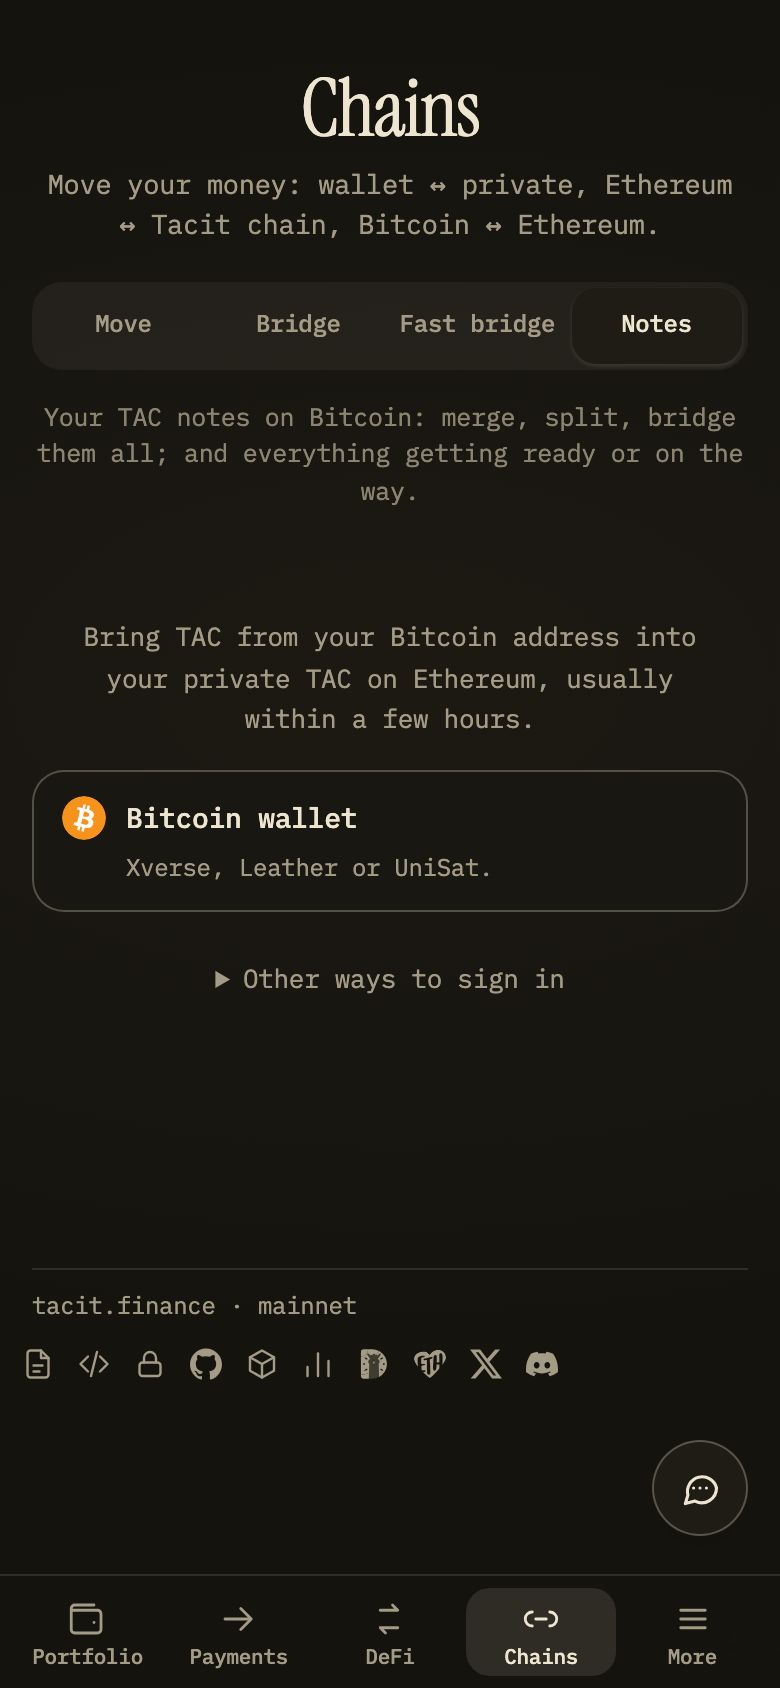 Chains
Move your money: wallet ↔ private, Ethereum
↔ Tacit chain, Bitcoin ↔ Ethereum.
Move
Bridge
Fast bridge
Notes
Your TAC notes on Bitcoin: merge, split, bridge
them all; and everything getting ready or on the
way.
Bring TAC from your Bitcoin address into
your private TAC on Ethereum, usually
within a few hours.
Bitcoin wallet
Xverse, Leather or UniSat.
▶ Other ways to sign in
tacit.finance · mainnet
ETH
Portfolio
Payments
DeFi
Chains
More